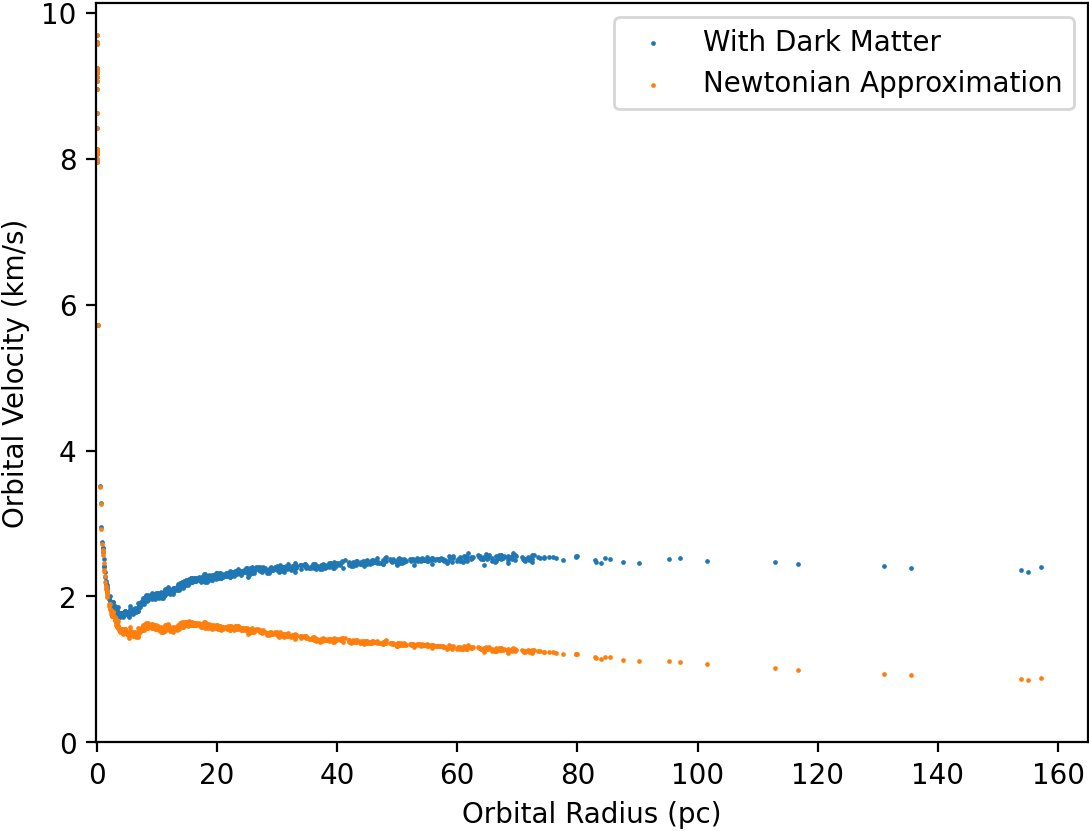 10
8
6
4
2
0
Orbital Velocity (km/s)
With Dark Matter
Newtonian Approximation
0 20 40 60 80 100 120 140 160
Orbital Radius (pc)